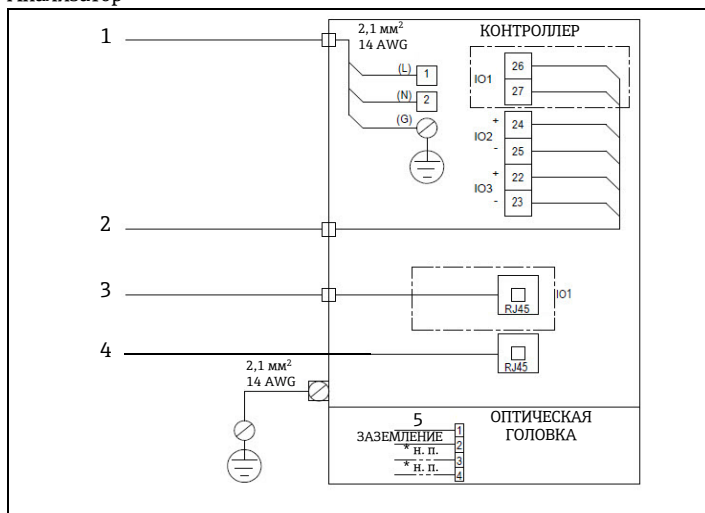 Анализатор
1
2,1 мм²
14 AWG
КОНТРОЛЛЕР
(L) 1
(N) 2
(G)
IO1
26
27
+ 24
IO2
- 25
+ 22
IO3
- 23
2
3
IO1
RJ45
4
RJ45
2,1 мм²
14 AWG
5
ЗАЗЕМЛЕНИЕ
* н. п.
* н. п.
1
2
3
4
ОПТИЧЕСКАЯ
ГОЛОВКА